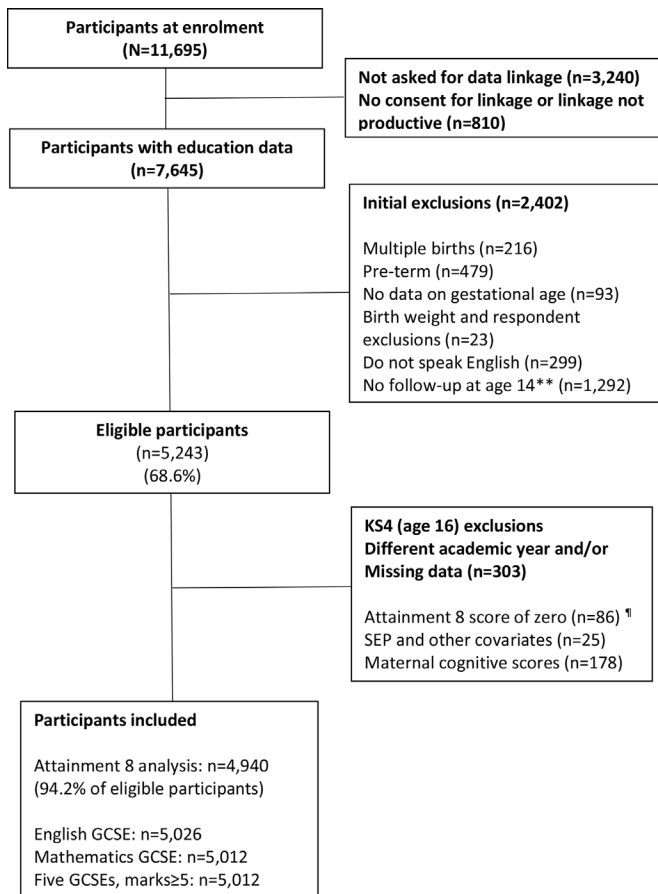 Participants at enrolment
(N=11,695)
Not asked for data linkage (n=3,240)
No consent for linkage or linkage not
productive (n=810)
Participants with education data
(n=7,645)
Initial exclusions (n=2,402)
Multiple births (n=216)
Pre-term (n=479)
No data on gestational age (n=93)
Birth weight and respondent
exclusions (n=23)
Do not speak English (n=299)
No follow-up at age 14** (n=1,292)
Eligible participants
(n=5,243)
(68.6%)
KS4 (age 16) exclusions
Different academic year and/or
Missing data (n=303)
Attainment 8 score of zero (n=86) ¶
SEP and other covariates (n=25)
Maternal cognitive scores (n=178)
Participants included
Attainment 8 analysis: n=4,940
(94.2% of eligible participants)
English GCSE: n=5,026
Mathematics GCSE: n=5,012
Five GCSEs, marks≥5: n=5,012